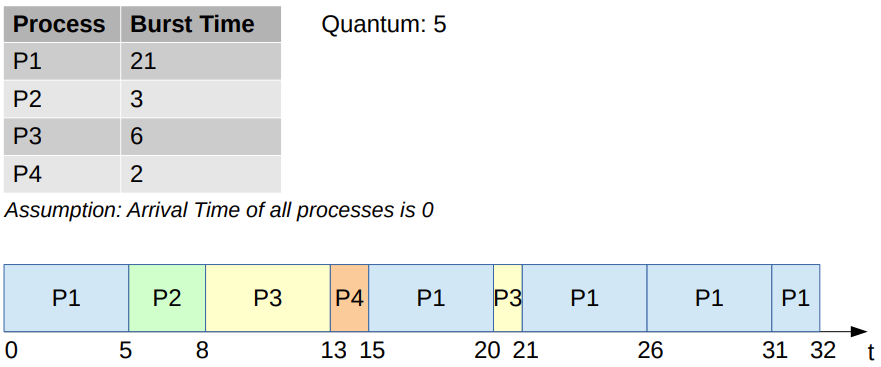 Process Burst Time Quantum: 5
P1 21
P2 3
P3 6
P4 2
Assumption: Arrival Time of all processes is 0
P1 P2 P3 P4 P1 P3 P1 P1 P1
0 5 8 13 15 20 21 26 31 32 t